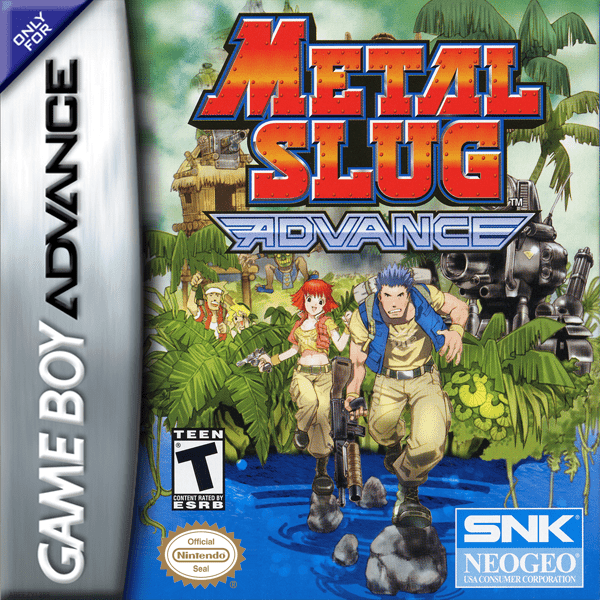 ONLY
FOR
GAME BOY ADVANCE
METAL
SLUG
TM
ADVANCE
TEEN
T
CONTENT RATED BY
ESRB
Official
Nintendo
Seal
SNK®
NEOGEO®
USA CONSUMER CORPORATION